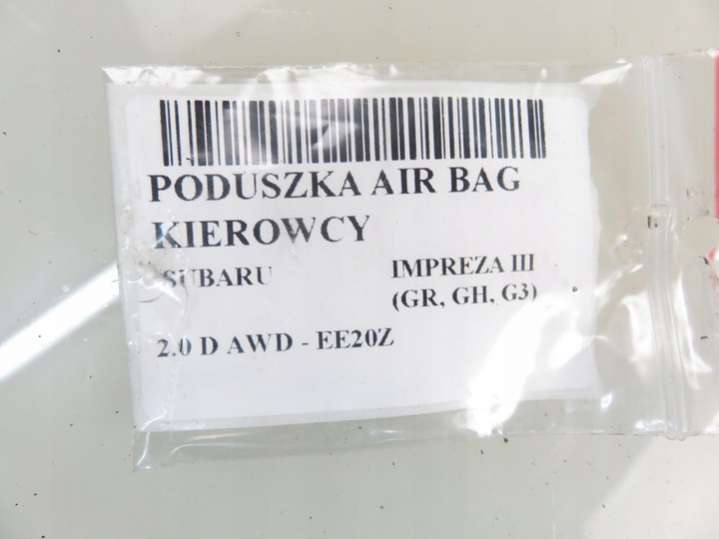 PODUSZKA AIR BAG
KIEROWCY
SUBARU IMPREZA III
(GR, GH, G3)
2.0 D AWD - EE20Z